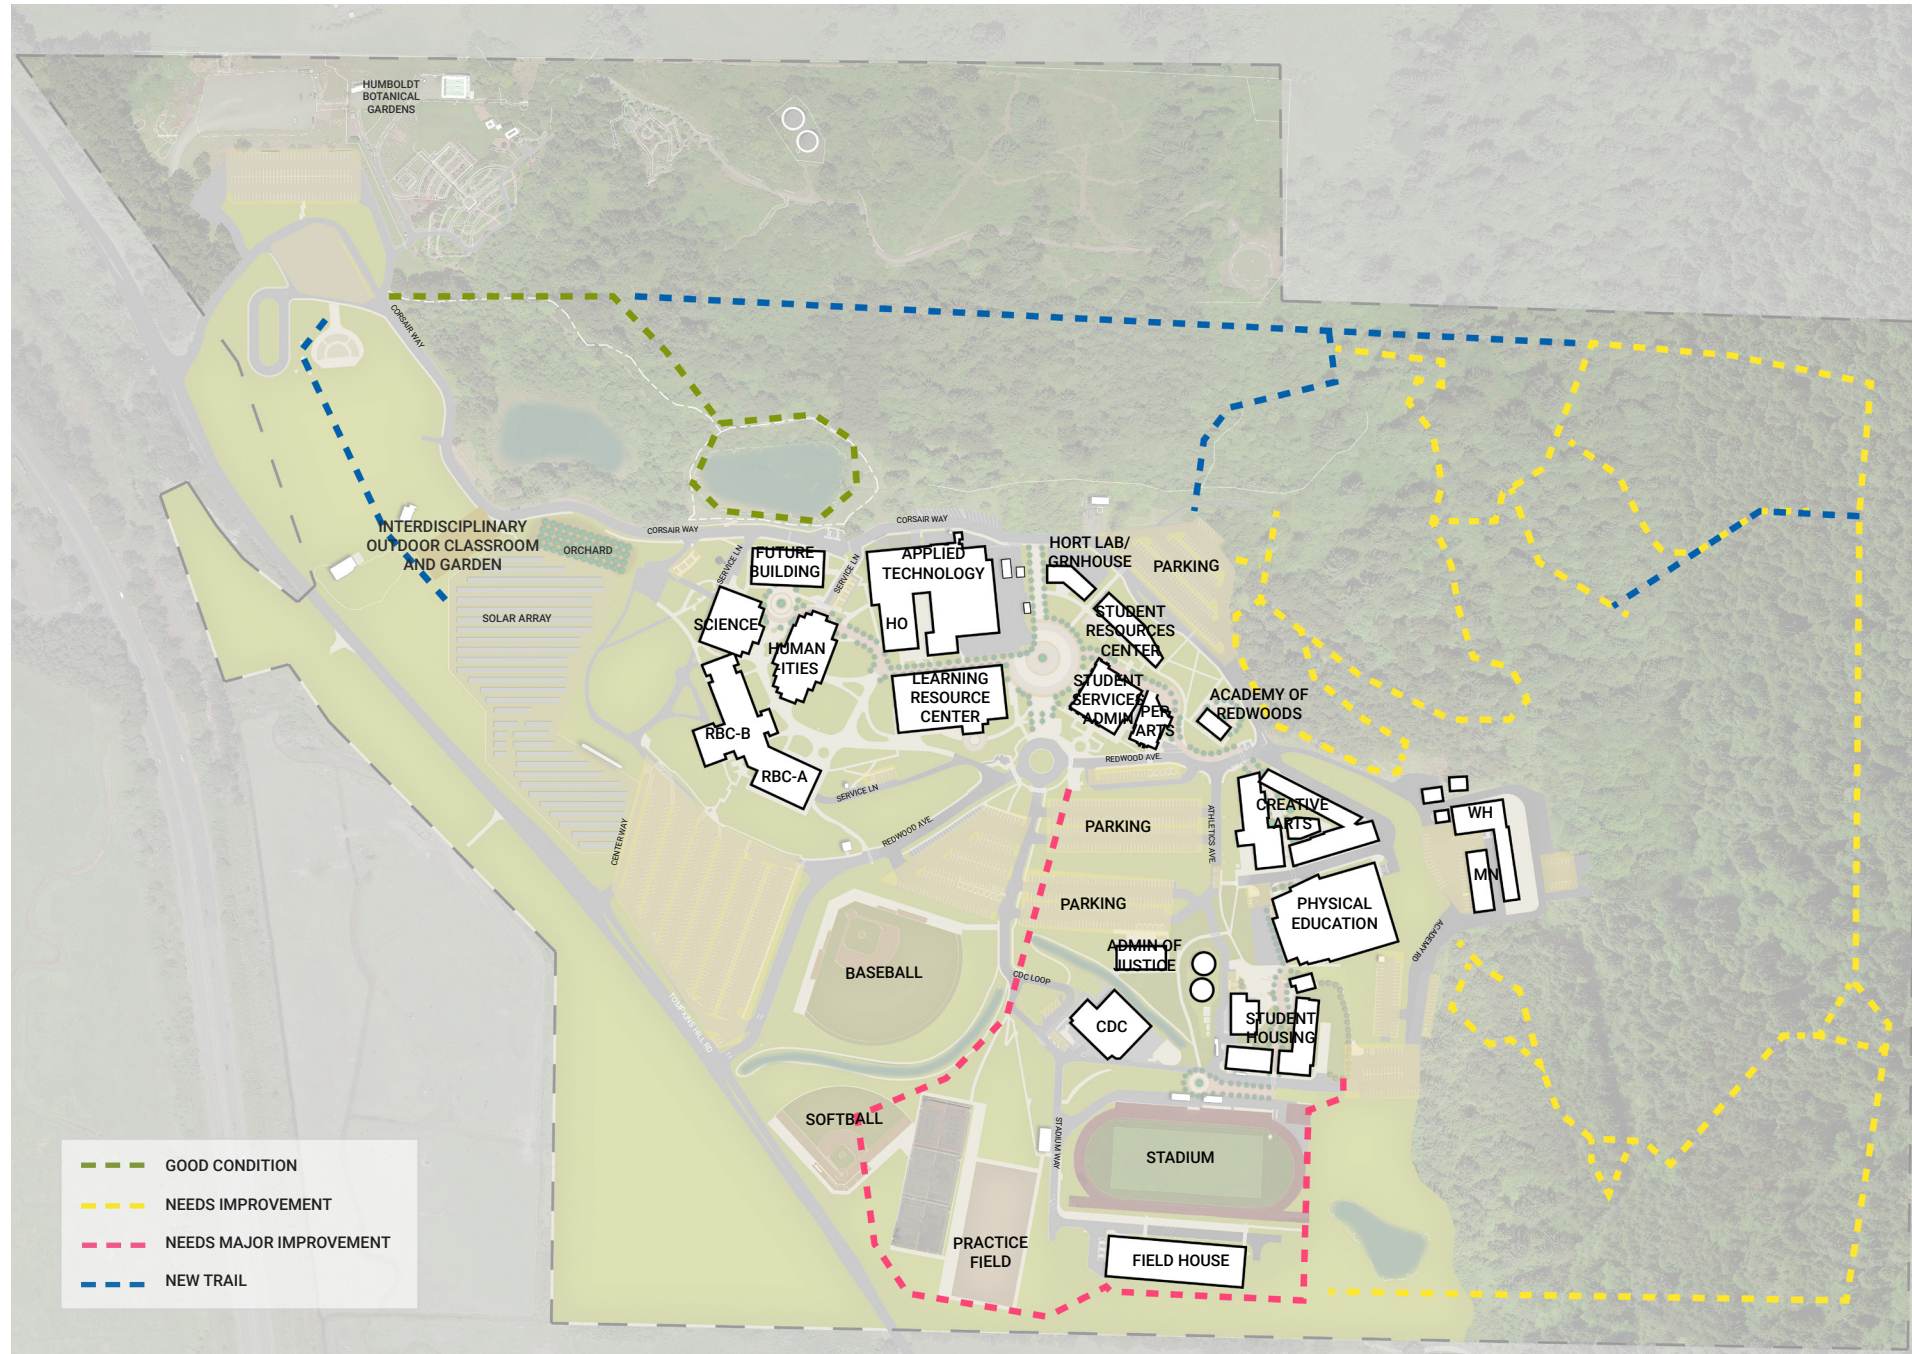 HUMBOLDT
BOTANICAL
GARDENS
CORSAIR WAY
INTERDISCIPLINARY
OUTDOOR CLASSROOM
AND GARDEN
ORCHARD
SOLAR ARRAY
CORSAIR WAY
CORSAIR WAY
SERVICE LN
SERVICE LN
FUTURE
BUILDING
APPLIED
TECHNOLOGY
HO
HORT LAB/
GRNHOUSE
PARKING
SCIENCE
HUMAN
ITIES
STUDENT
RESOURCES
CENTER
LEARNING
RESOURCE
CENTER
STUDENT
SERVICES
ADMIN
PER
ARTS
ACADEMY OF
REDWOODS
RBC-B
RBC-A
SERVICE LN
REDWOOD AVE.
REDWOOD AVE.
CENTER WAY
PARKING
ATHLETICS AVE.
CREATIVE
ARTS
WH
MN
PARKING
PHYSICAL
EDUCATION
ACADEMY RD
ADMIN OF
JUSTICE
BASEBALL
CDC LOOP
CDC
STUDENT
HOUSING
TOMPKINS HILL RD
SOFTBALL
STADIUM WAY
STADIUM
PRACTICE
FIELD
FIELD HOUSE
GOOD CONDITION
NEEDS IMPROVEMENT
NEEDS MAJOR IMPROVEMENT
NEW TRAIL